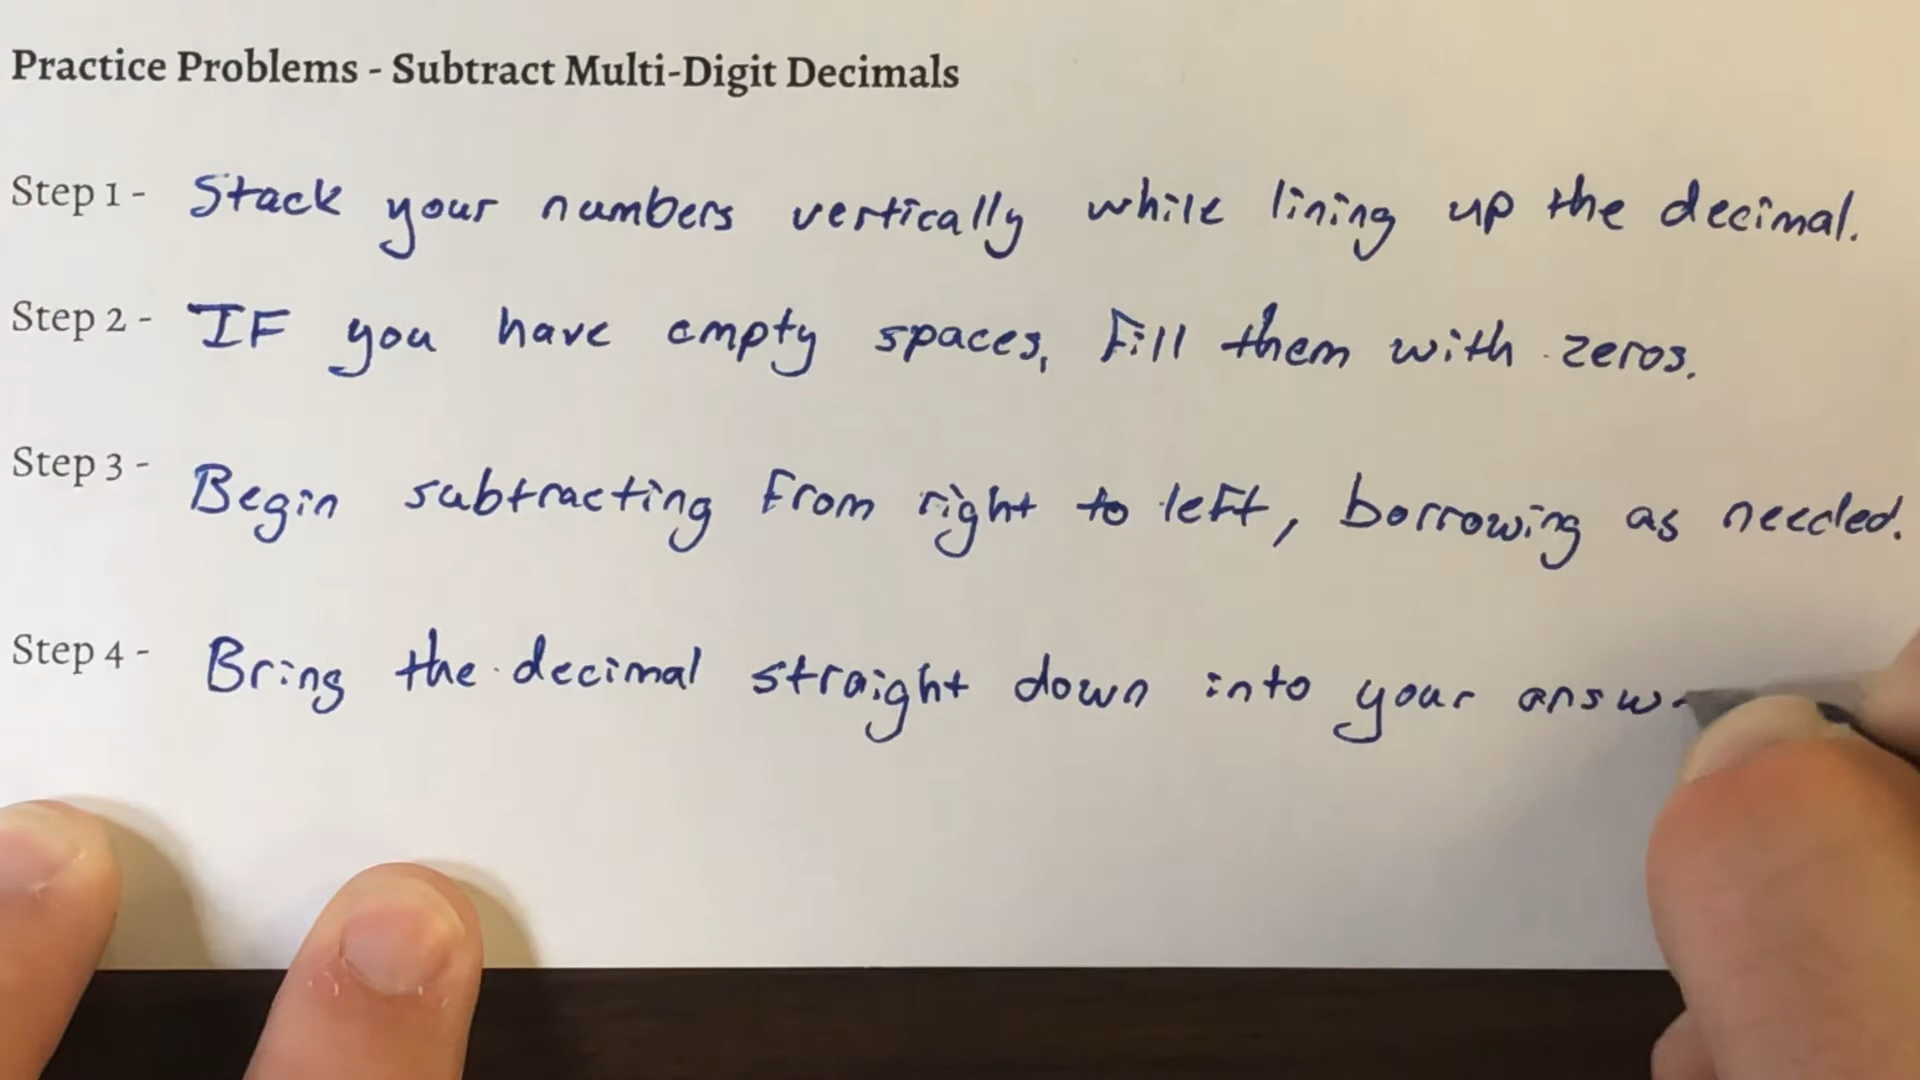 Practice Problems - Subtract Multi-Digit Decimals
Step 1 - Stack your numbers vertically while lining up the decimal.
Step 2 - IF you have empty spaces, Fill them with zeros.
Step 3 - Begin subtracting From right to left, borrowing as needed.
Step 4 - Bring the decimal straight down into your answ